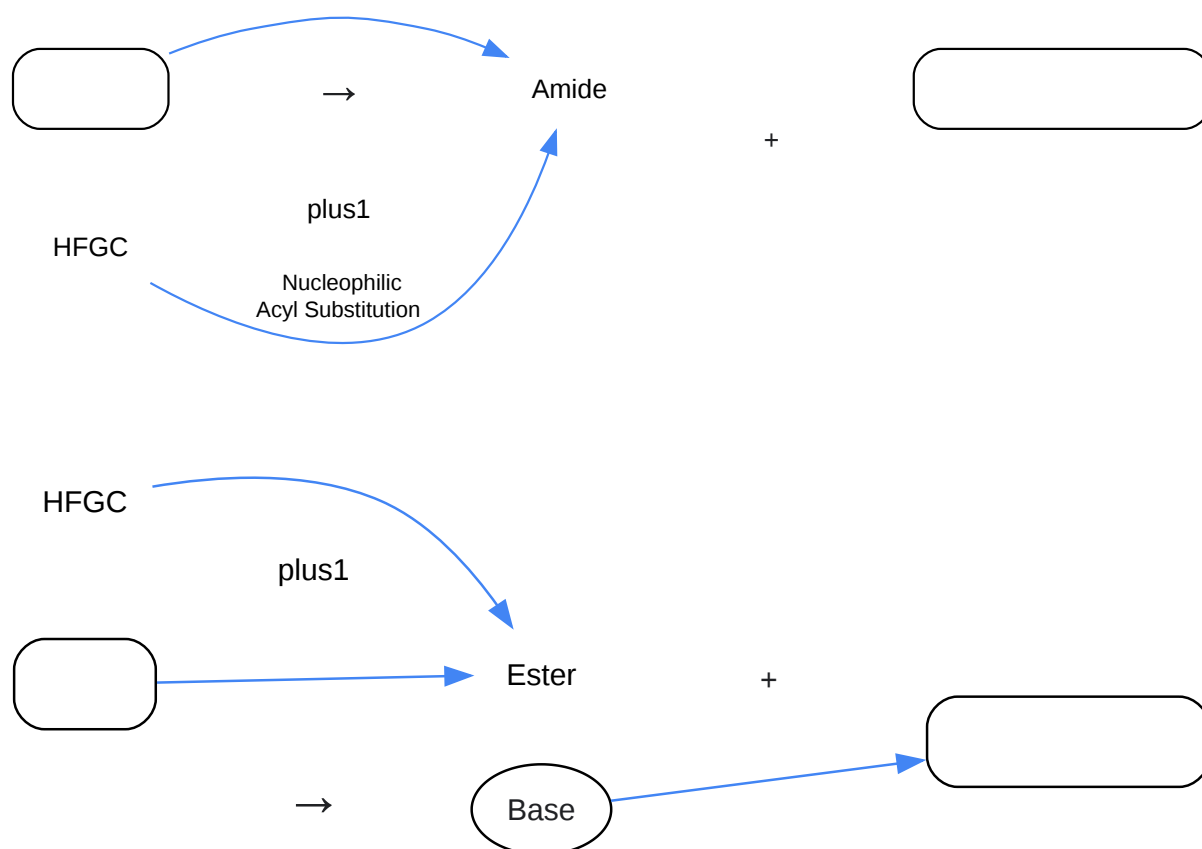 →
Amide
+
plus1
HFGC
Nucleophilic
Acyl Substitution
HFGC
plus1
Ester
+
→
Base